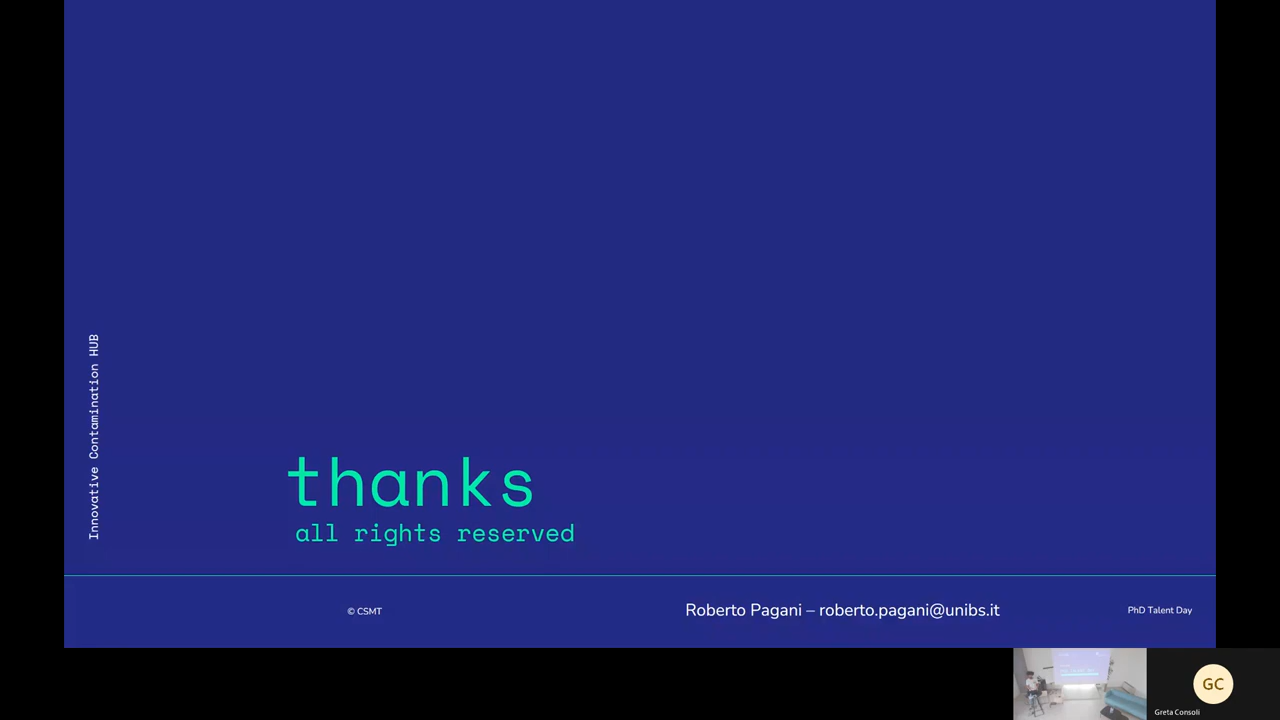 Innovative Contamination HUB
thanks
all rights reserved
© CSMT
Roberto Pagani – roberto.pagani@unibs.it
PhD Talent Day
GC
Greta Consoli